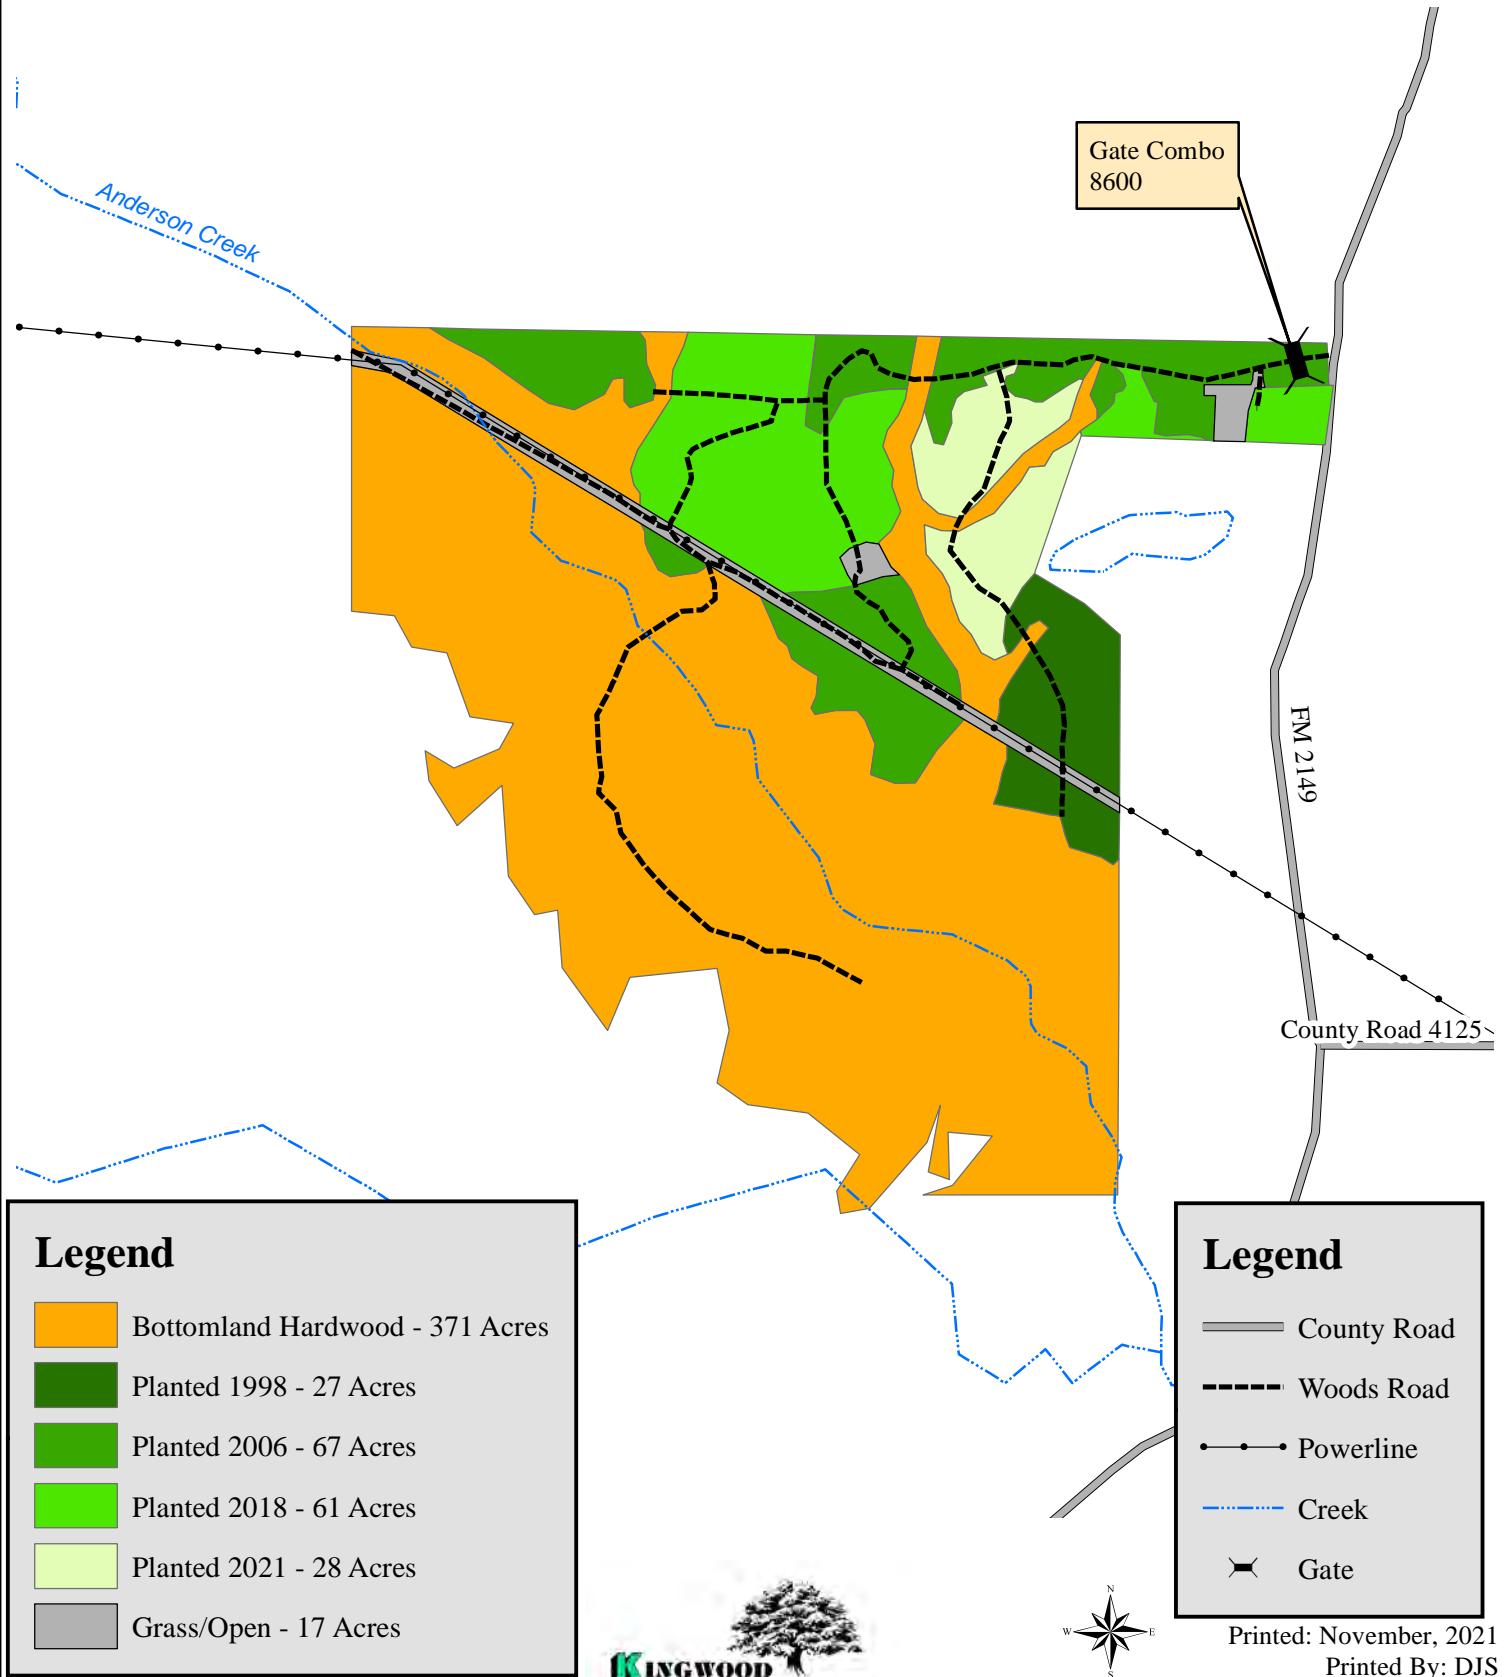 Gate Combo
8600
Anderson Creek
FM 2149
County Road 4125
Legend
Bottomland Hardwood - 371 Acres
Planted 1998 - 27 Acres
Planted 2006 - 67 Acres
Planted 2018 - 61 Acres
Planted 2021 - 28 Acres
Grass/Open - 17 Acres
KINGWOOD
N
W E
S
Legend
County Road
Woods Road
Powerline
Creek
Gate
Printed: November, 2021
Printed By: DJS